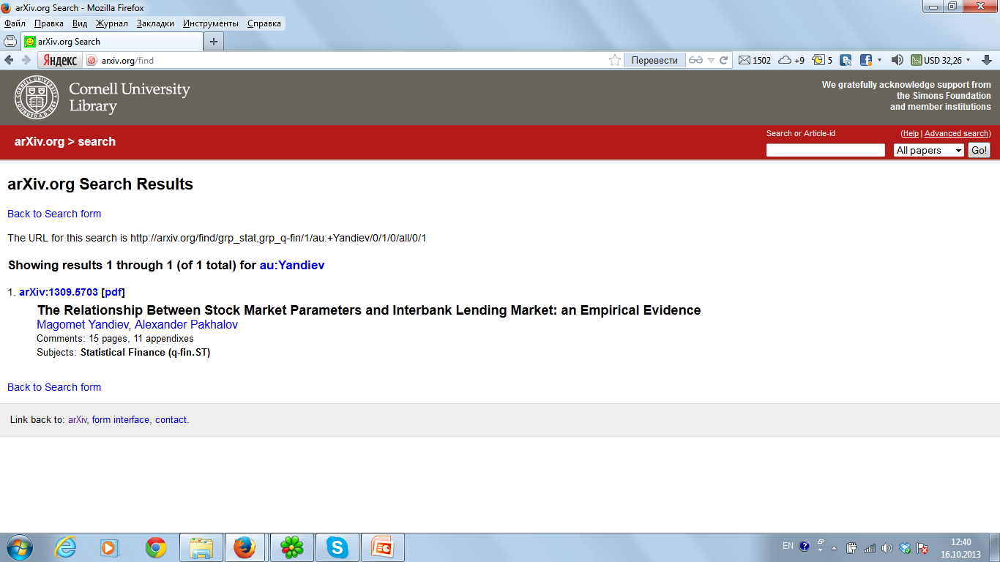 arXiv.org Search - Mozilla Firefox
Файл Правка Вид Журнал Закладки Инструменты Справка
arXiv.org Search
Яндекс arxiv.org/find Перевести 1502 +9 5 USD 32,26
Cornell University
Library
We gratefully acknowledge support from
the Simons Foundation
and member institutions
arXiv.org > search
Search or Article-id (Help | Advanced search)
All papers Go!
arXiv.org Search Results
Back to Search form
The URL for this search is http://arxiv.org/find/grp_stat,grp_q-fin/1/au:+Yandiev/0/1/0/all/0/1
Showing results 1 through 1 (of 1 total) for au:Yandiev
1. arXiv:1309.5703 [pdf]
The Relationship Between Stock Market Parameters and Interbank Lending Market: an Empirical Evidence
Magomet Yandiev, Alexander Pakhalov
Comments: 15 pages, 11 appendixes
Subjects: Statistical Finance (q-fin.ST)
Back to Search form
Link back to: arXiv, form interface, contact.
EN 12:40
16.10.2013